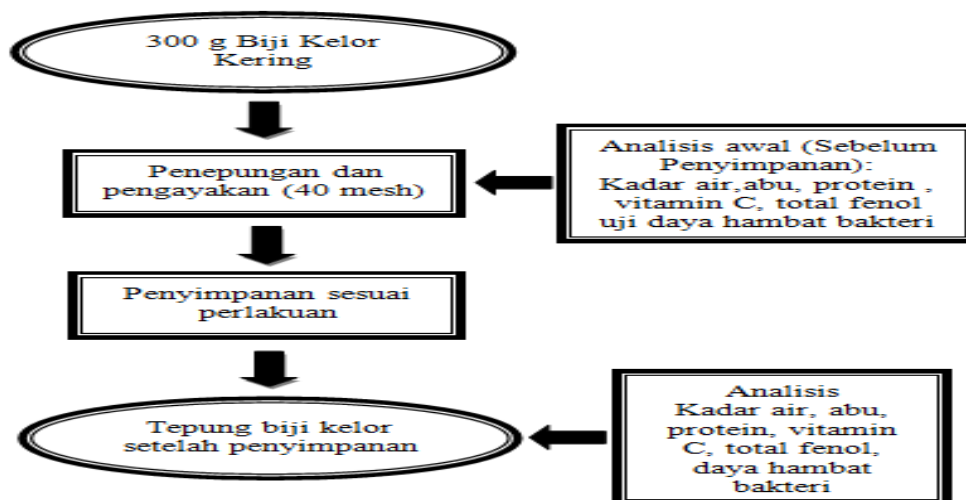 300 g Biji Kelor
Kering
Penepungan dan
pengayakan (40 mesh)
Analisis awal (Sebelum
Penyimpanan):
Kadar air,abu, protein ,
vitamin C, total fenol
uji daya hambat bakteri
Penyimpanan sesuai
perlakuan
Tepung biji kelor
setelah penyimpanan
Analisis
Kadar air, abu,
protein, vitamin
C, total fenol,
daya hambat
bakteri